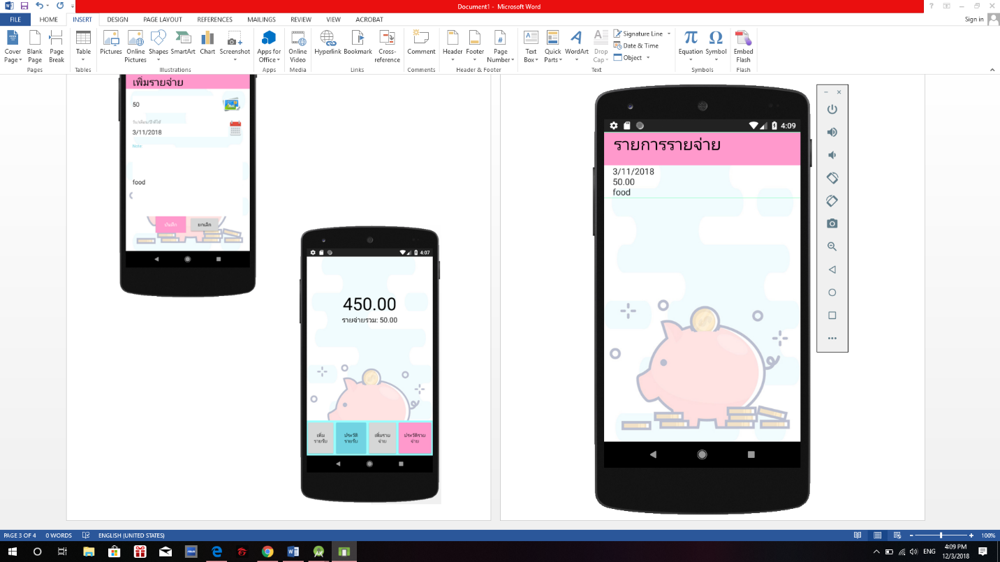 Document1 - Microsoft Word
FILE
HOME
INSERT
DESIGN
PAGE LAYOUT
REFERENCES
MAILINGS
REVIEW
VIEW
ACROBAT
Sign in
Cover Page
Blank Page
Page Break
Table
Pictures
Online Pictures
Shapes
SmartArt
Chart
Screenshot
Apps for Office
Online Video
Hyperlink
Bookmark
Cross-reference
Comment
Header
Footer
Page Number
Text Box
Quick Parts
WordArt
Drop Cap
Signature Line
Date & Time
Object
Equation
Symbol
Embed Flash
Pages
Tables
Illustrations
Apps
Media
Links
Comments
Header & Footer
Text
Symbols
Flash
เพิ่มรายจ่าย
50
3/11/2018
Note
food
บันทึก
ยกเลิก
4:07
450.00
รายจ่ายรวม: 50.00
เพิ่ม
รายรับ
ประวัติ
รายรับ
เพิ่มราย
จ่าย
ประวัติราย
จ่าย
4:09
รายการรายจ่าย
3/11/2018
50.00
food
PAGE 3 OF 4
0 WORDS
ENGLISH (UNITED STATES)
100%
ENG
4:09 PM
12/3/2018